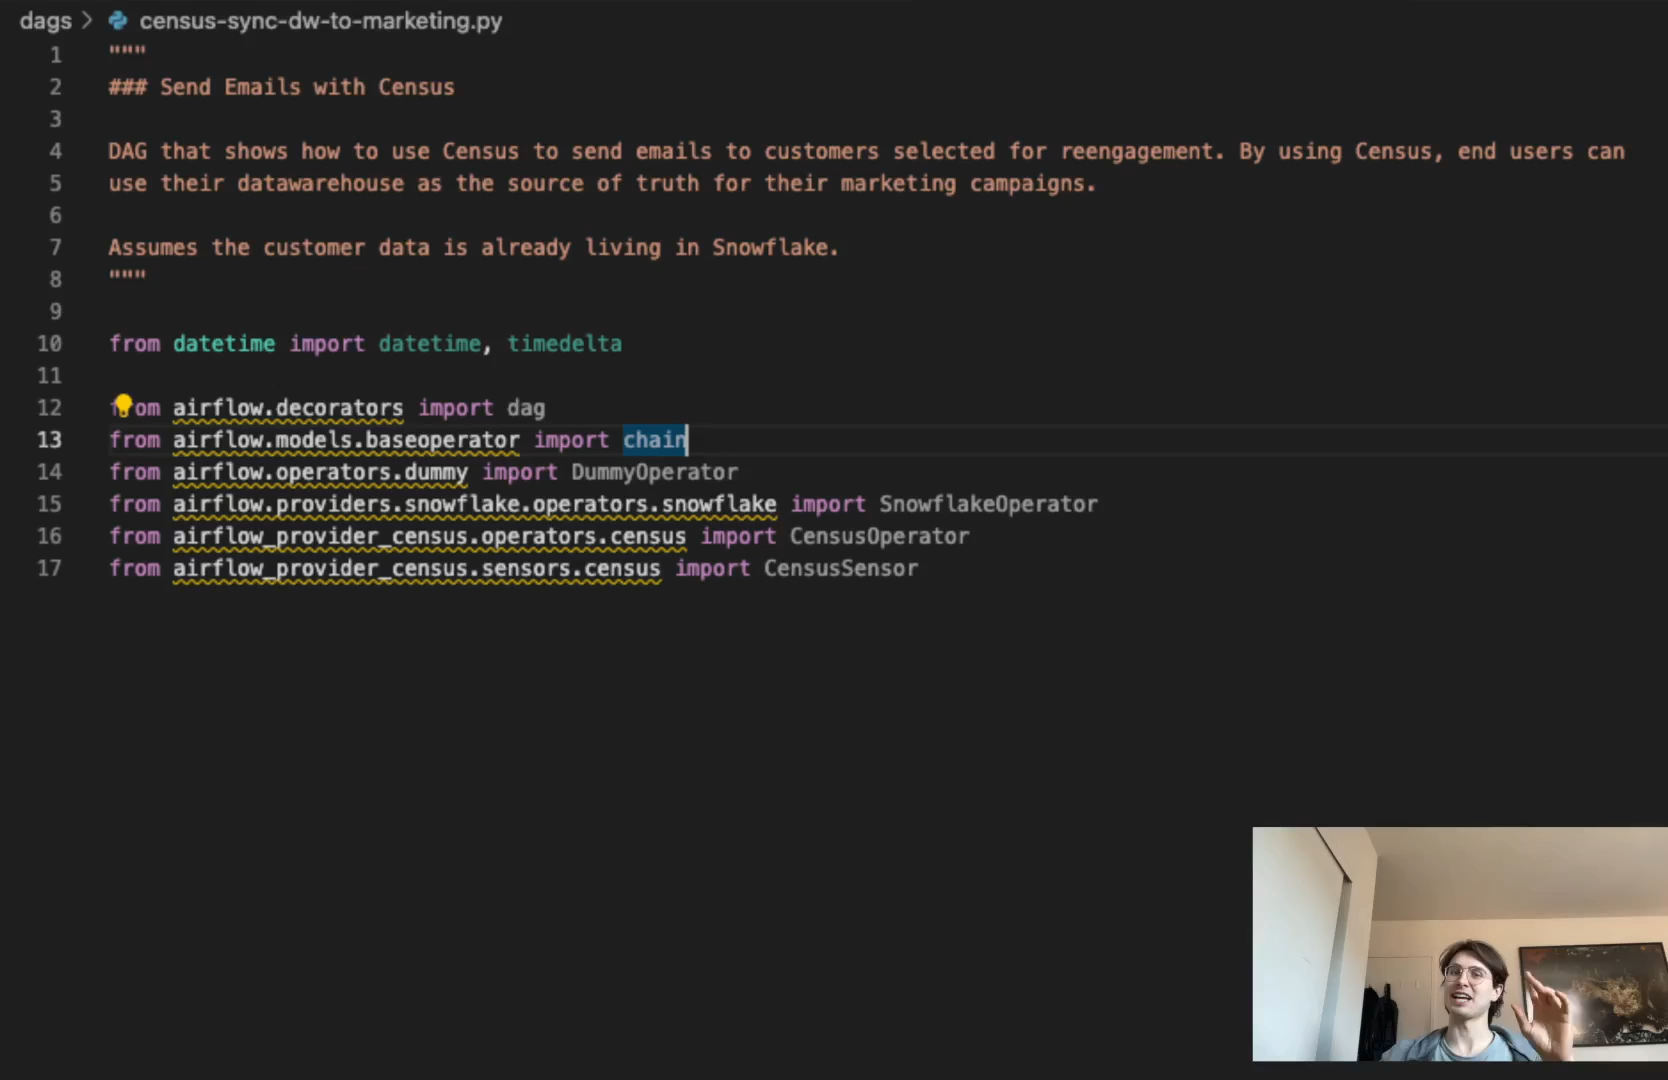 dags > census-sync-dw-to-marketing.py
1 """
2 ### Send Emails with Census
3
4 DAG that shows how to use Census to send emails to customers selected for reengagement. By using Census, end users can
5 use their datawarehouse as the source of truth for their marketing campaigns.
6
7 Assumes the customer data is already living in Snowflake.
8 """
9
10 from datetime import datetime, timedelta
11
12 from airflow.decorators import dag
13 from airflow.models.baseoperator import chain
14 from airflow.operators.dummy import DummyOperator
15 from airflow.providers.snowflake.operators.snowflake import SnowflakeOperator
16 from airflow_provider_census.operators.census import CensusOperator
17 from airflow_provider_census.sensors.census import CensusSensor